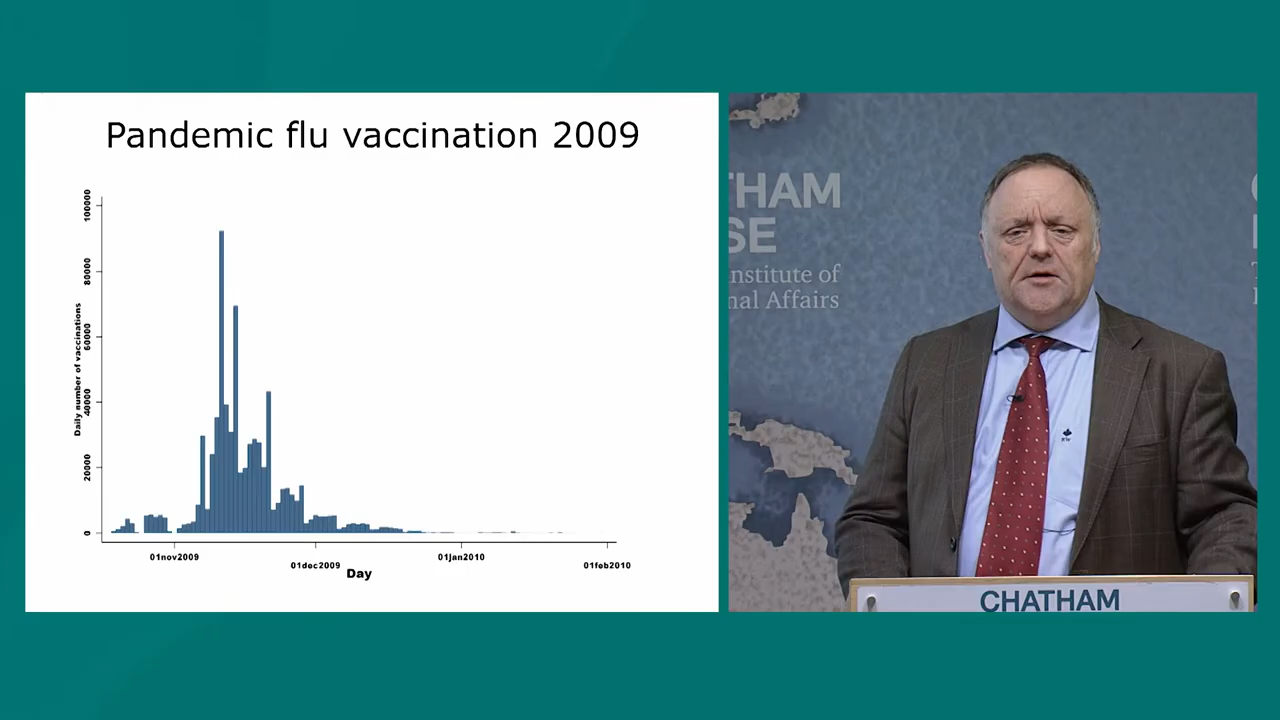 Pandemic flu vaccination 2009
100000
80000
60000
40000
20000
0
Daily number of vaccinations
01nov2009
01dec2009
01jan2010
01feb2010
Day
THAM
SE
nstitute of
nal Affairs
CHATHAM